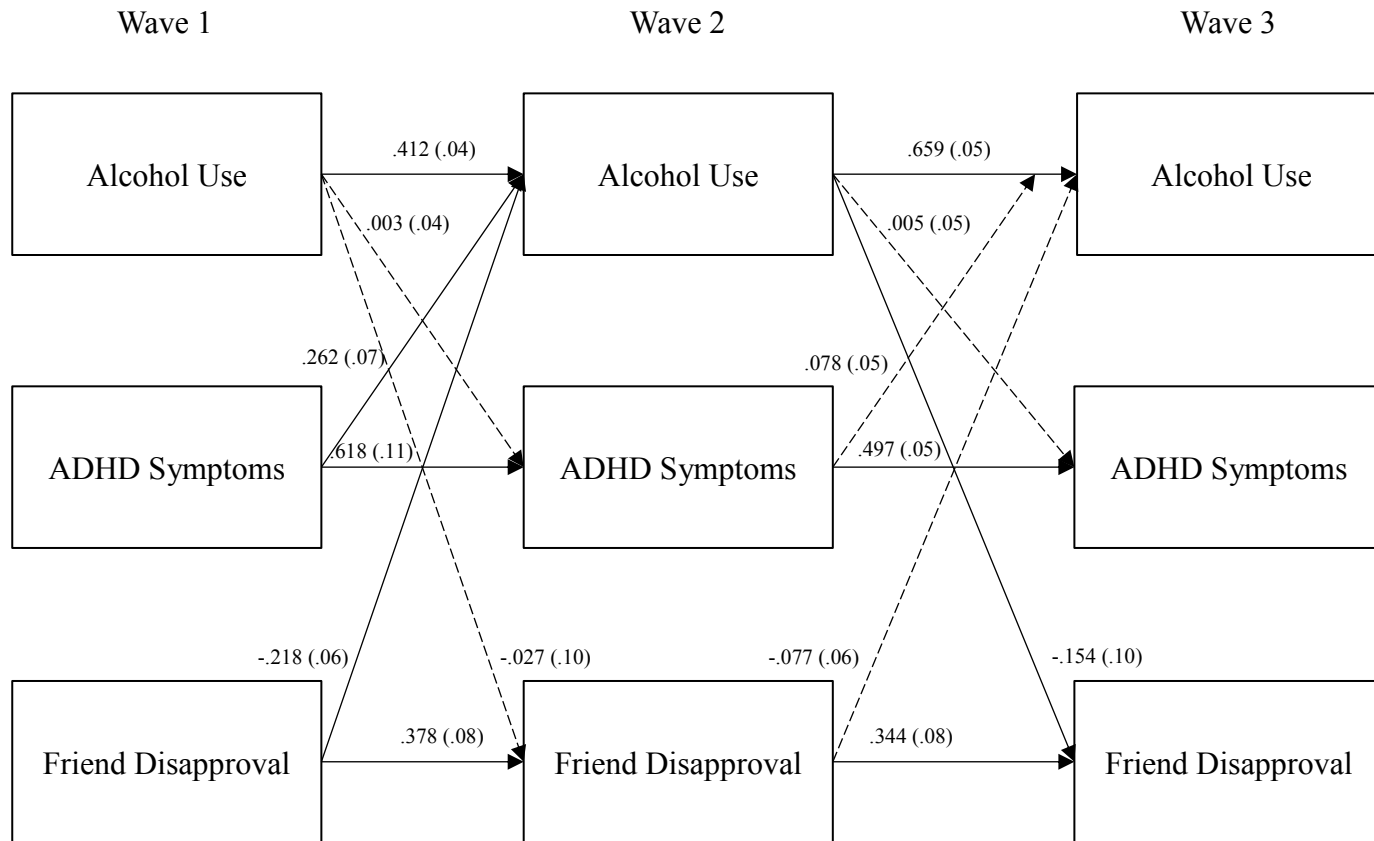 Wave 1
Wave 2
Wave 3
Alcohol Use
.412 (.04)
Alcohol Use
.659 (.05)
Alcohol Use
.003 (.04)
.005 (.05)
.262 (.07)
.078 (.05)
ADHD Symptoms
.618 (.11)
ADHD Symptoms
.497 (.05)
ADHD Symptoms
-.218 (.06)
-.027 (.10)
-.077 (.06)
-.154 (.10)
Friend Disapproval
.378 (.08)
Friend Disapproval
.344 (.08)
Friend Disapproval